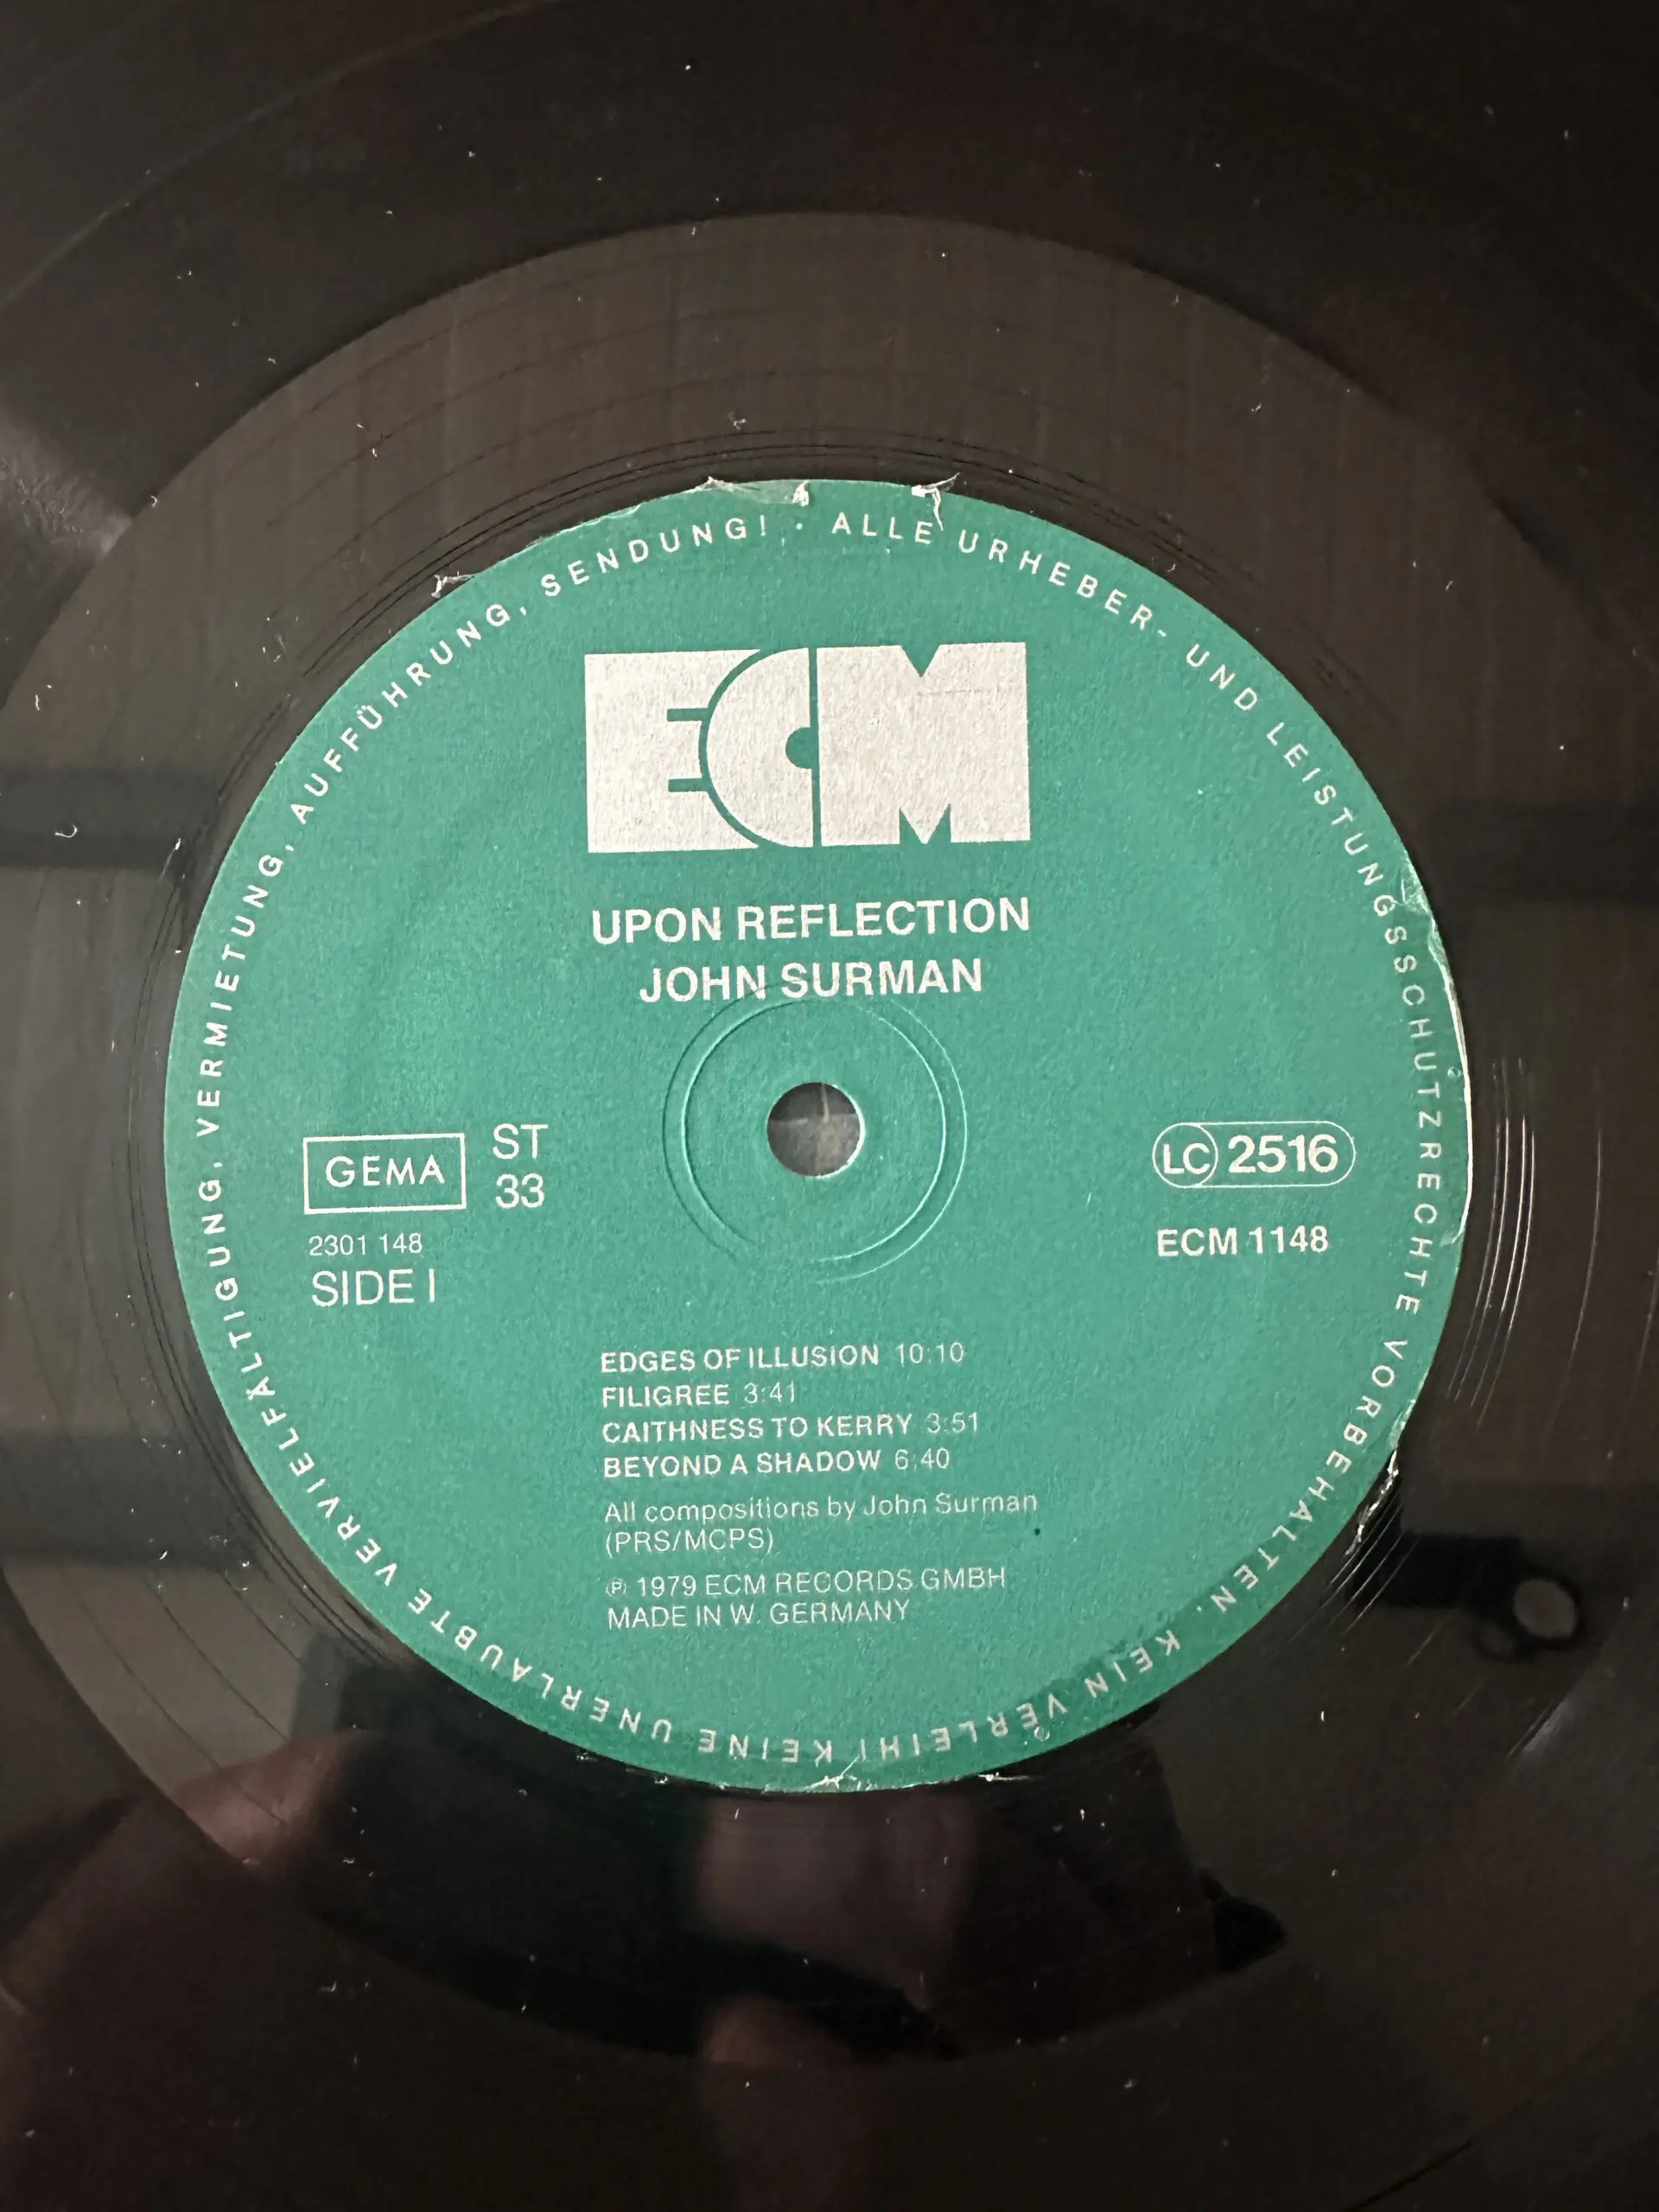 ALLE URHEBER- UND LEISTUNGSSCHUTZRECHTE VORBEHALTEN. KEIN VERLEIH! KEINE UNERLAUBTE VERVIELFÄLTIGUNG, VERMIETUNG, AUFFÜHRUNG, SENDUNG! ·
ECM
UPON REFLECTION
JOHN SURMAN
GEMA
ST
33
2301 148
SIDE I
LC 2516
ECM 1148
EDGES OF ILLUSION 10:10
FILIGREE 3:41
CAITHNESS TO KERRY 3:51
BEYOND A SHADOW 6:40
All compositions by John Surman
(PRS/MCPS)
℗ 1979 ECM RECORDS GMBH
MADE IN W. GERMANY